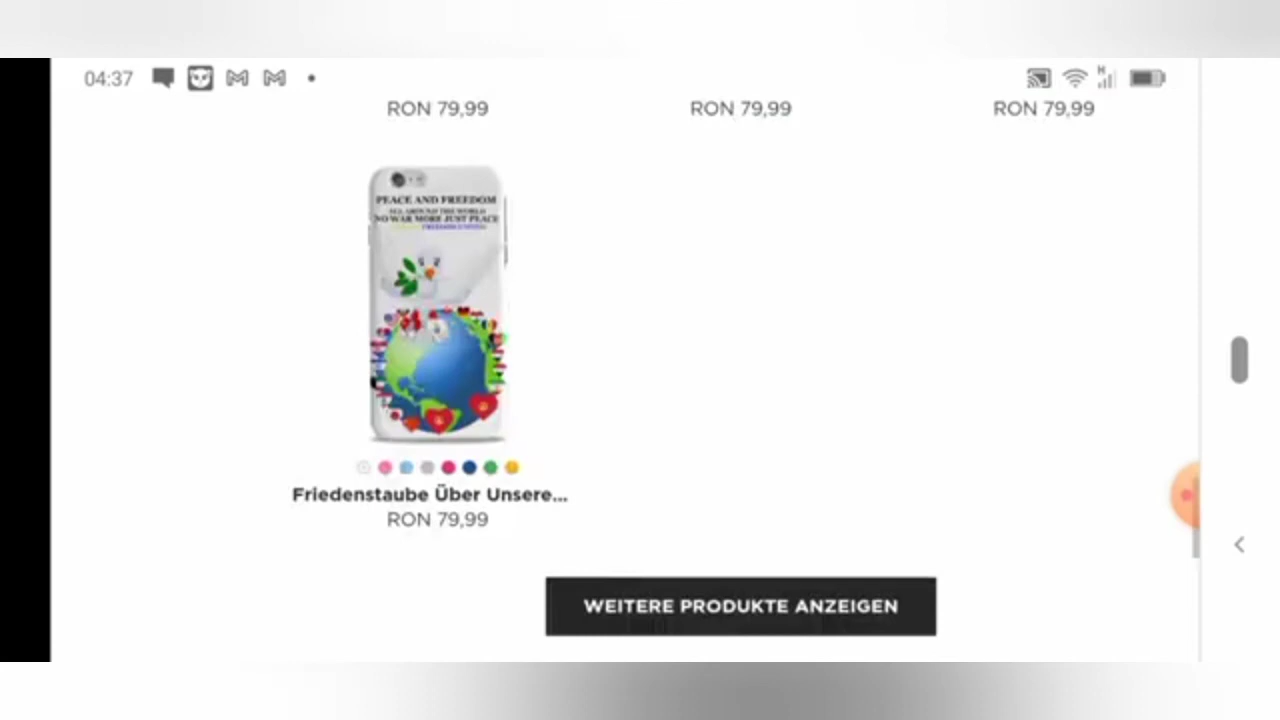 04:37
H
RON 79,99
RON 79,99
RON 79,99
PEACE AND FREEDOM
ALL AROUND THE WORLD
NO WAR MORE JUST PEACE
Friedenstaube Über Unsere...
RON 79,99
WEITERE PRODUKTE ANZEIGEN